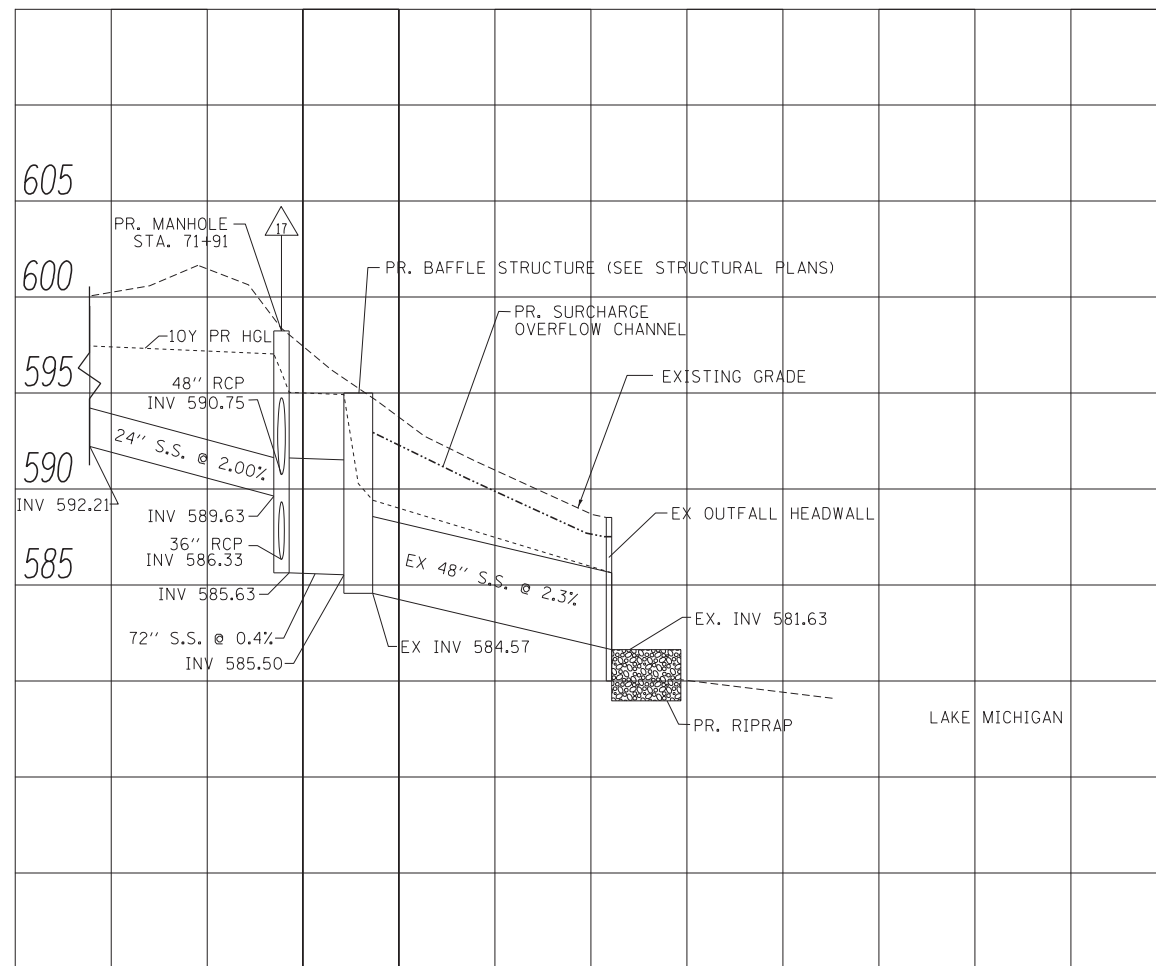 605
600
595
590
585
PR. MANHOLE
STA. 71+91
17
PR. BAFFLE STRUCTURE (SEE STRUCTURAL PLANS)
PR. SURCHARGE
OVERFLOW CHANNEL
10Y PR HGL
EXISTING GRADE
48'' RCP
INV 590.75
24'' S.S. @ 2.00%
INV 592.21
INV 589.63
EX OUTFALL HEADWALL
36'' RCP
INV 586.33
EX 48'' S.S. @ 2.3%
INV 585.63
72'' S.S. @ 0.4%
INV 585.50
EX INV 584.57
EX. INV 581.63
PR. RIPRAP
LAKE MICHIGAN